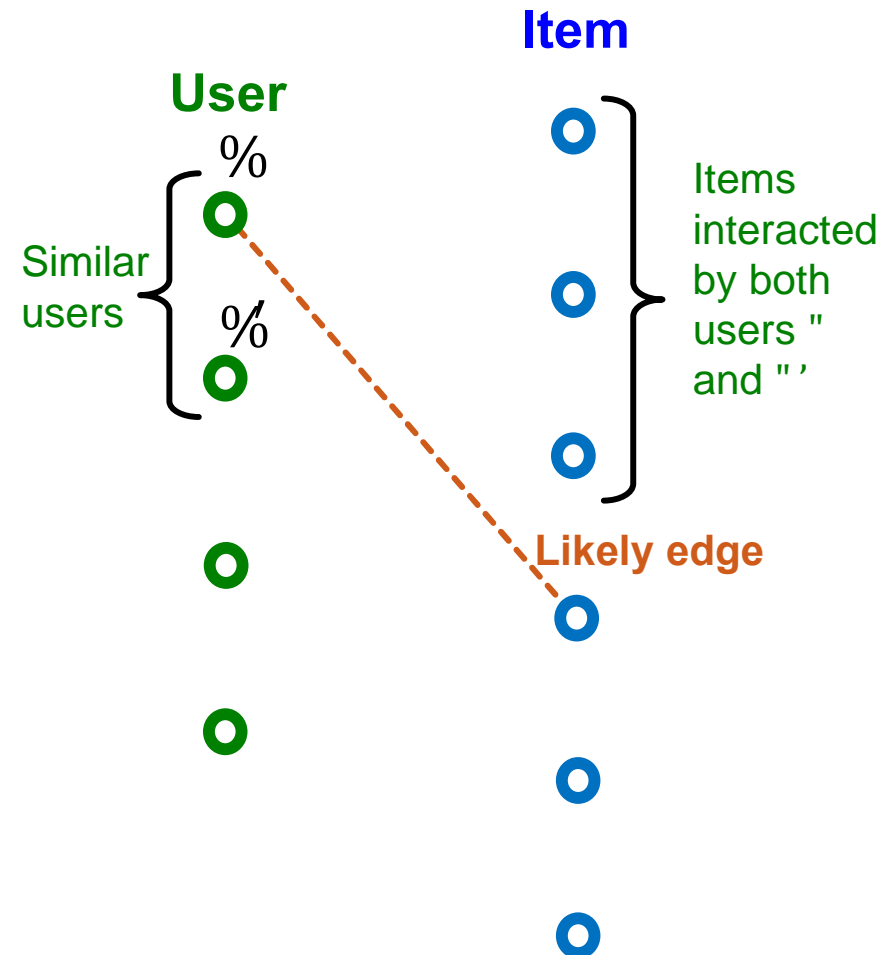 Item
User
%
Similar
users
%′
Items
interacted
by both
users "
and " ′
Likely edge